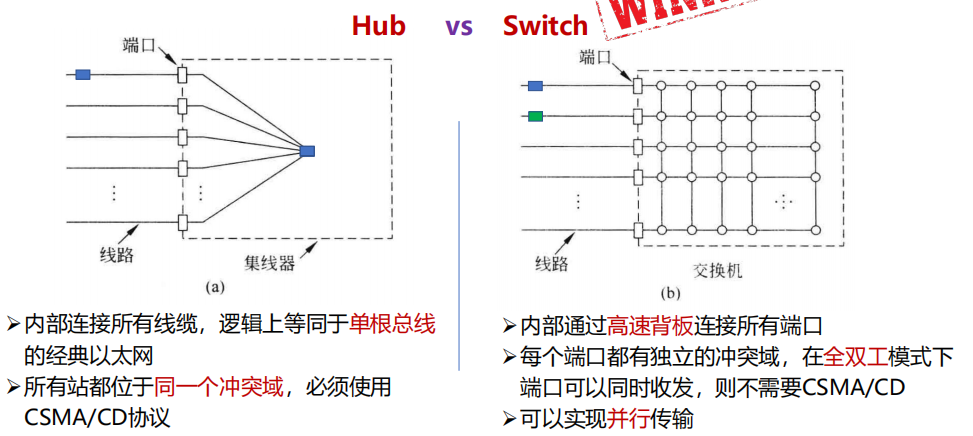 Hub vs Switch
端口
线路
集线器
(a)
➢内部连接所有线缆，逻辑上等同于单根总线
的经典以太网
➢所有站都位于同一个冲突域，必须使用
CSMA/CD协议
端口
线路
交换机
(b)
➢内部通过高速背板连接所有端口
➢每个端口都有独立的冲突域，在全双工模式下
端口可以同时收发，则不需要CSMA/CD
➢可以实现并行传输